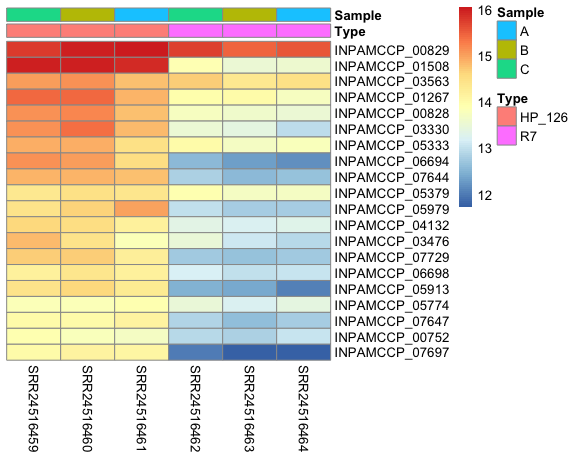 Sample
Type
INPAMCCP_00829
INPAMCCP_01508
INPAMCCP_03563
INPAMCCP_01267
INPAMCCP_00828
INPAMCCP_03330
INPAMCCP_05333
INPAMCCP_06694
INPAMCCP_07644
INPAMCCP_05379
INPAMCCP_05979
INPAMCCP_04132
INPAMCCP_03476
INPAMCCP_07729
INPAMCCP_06698
INPAMCCP_05913
INPAMCCP_05774
INPAMCCP_07647
INPAMCCP_00752
INPAMCCP_07697
SRR24516459
SRR24516460
SRR24516461
SRR24516462
SRR24516463
SRR24516464
16
15
14
13
12
Sample
A
B
C
Type
HP_126
R7